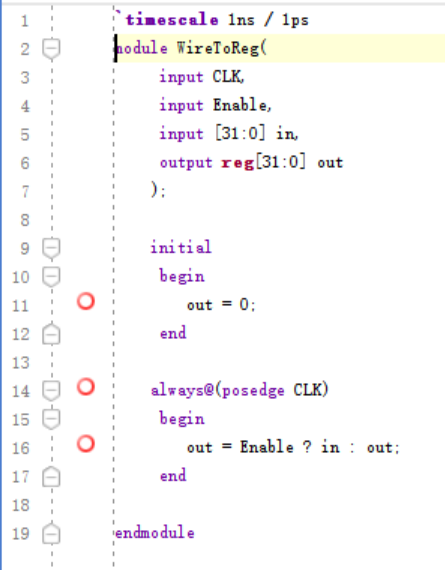 1 `timescale 1ns / 1ps
2 module WireToReg(
3 input CLK,
4 input Enable,
5 input [31:0] in,
6 output reg[31:0] out
7 );
8
9 initial
10 begin
11 out = 0;
12 end
13
14 always@(posedge CLK)
15 begin
16 out = Enable ? in : out;
17 end
18
19 endmodule